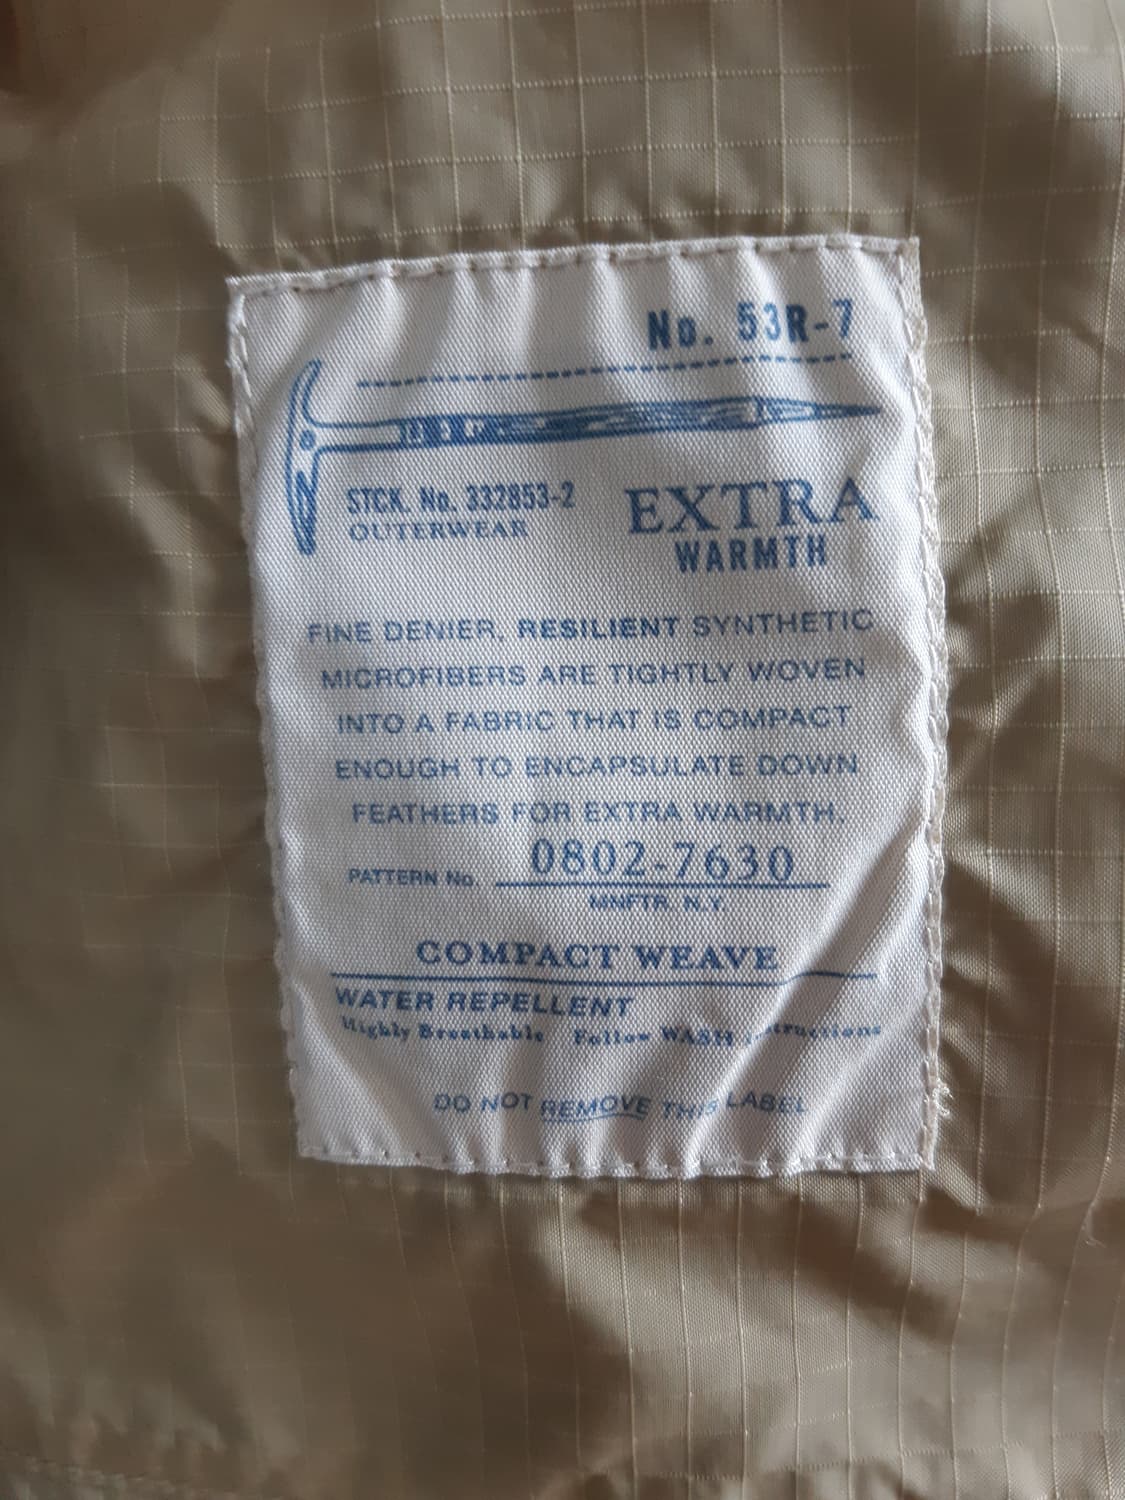 No. 53R-7
STCK. No. 332853-2
OUTERWEAR
EXTRA
WARMTH
FINE DENIER, RESILIENT SYNTHETIC
MICROFIBERS ARE TIGHTLY WOVEN
INTO A FABRIC THAT IS COMPACT
ENOUGH TO ENCAPSULATE DOWN
FEATHERS FOR EXTRA WARMTH.
PATTERN No. 0802-7630
MNFTR. N.Y.
COMPACT WEAVE
WATER REPELLENT
Highly Breathable Follow WASH Instructions
DO NOT REMOVE THIS LABEL